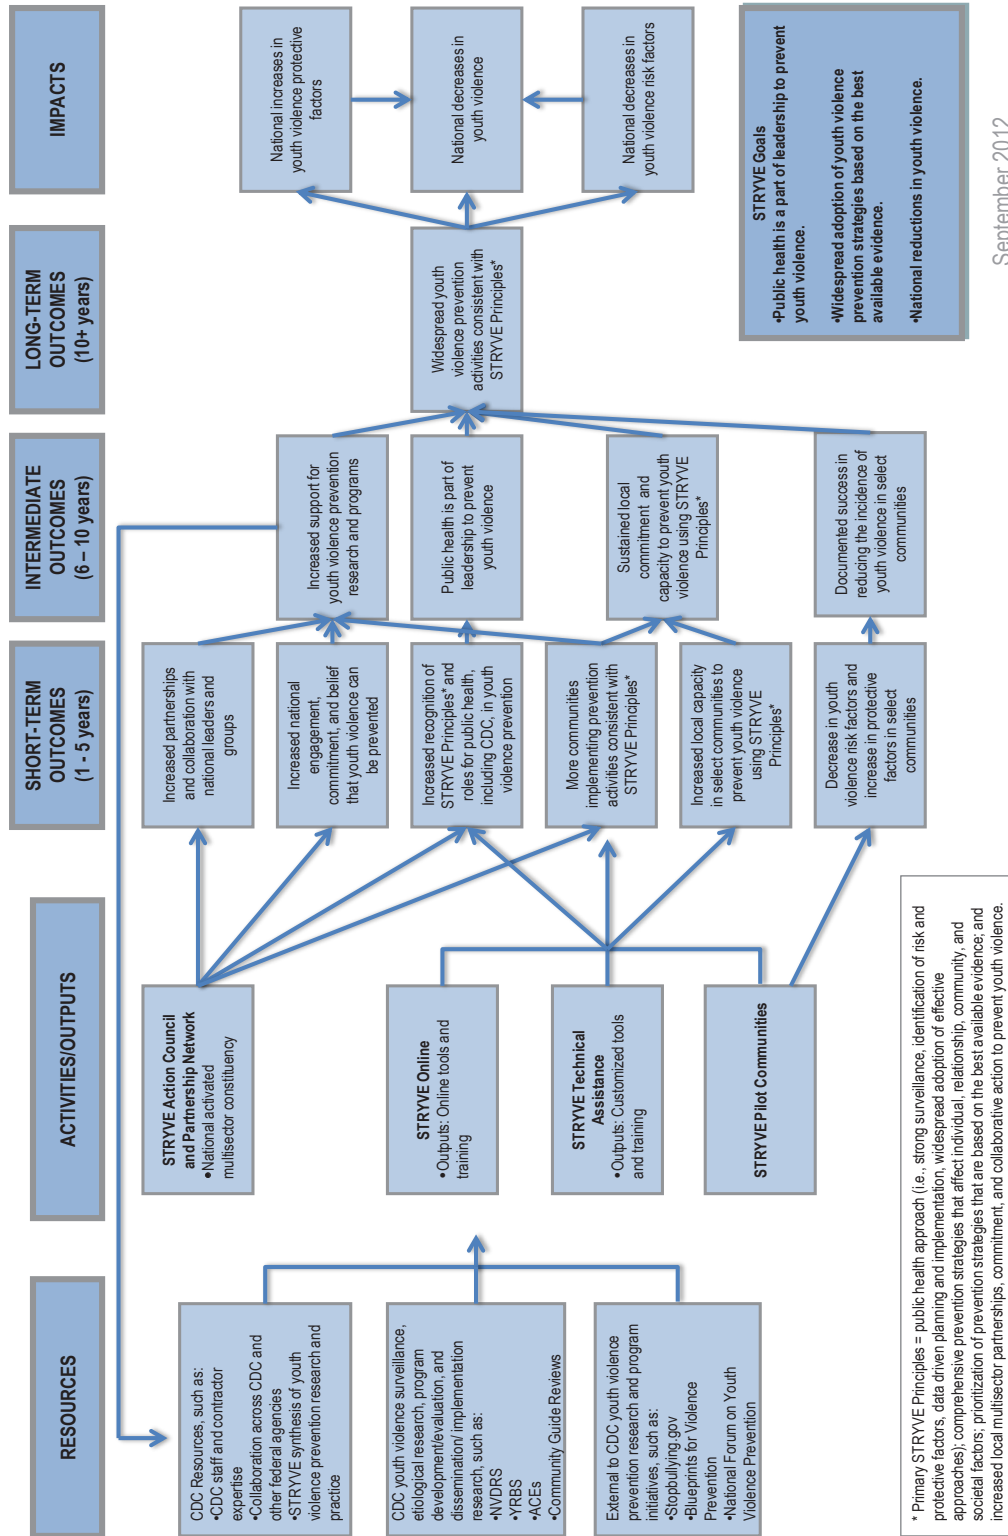 RESOURCES
ACTIVITIES/OUTPUTS
SHORT-TERM
OUTCOMES
(1 - 5 years)
INTERMEDIATE
OUTCOMES
(6 – 10 years)
LONG-TERM
OUTCOMES
(10+ years)
IMPACTS
CDC Resources, such as:
•CDC staff and contractor
expertise
•Collaboration across CDC and
other federal agencies
•STRYVE synthesis of youth
violence prevention research and
practice
CDC youth violence surveillance,
etiological research, program
development/evaluation, and
dissemination/ implementation
research, such as:
•NVDRS
•YRBS
•ACEs
•Community Guide Reviews
External to CDC youth violence
prevention research and program
initiatives, such as:
•Stopbullying.gov
•Blueprints for Violence
Prevention
•National Forum on Youth
Violence Prevention
STRYVE Action Council
and Partnership Network
•National activated
multisector constituency
STRYVE Online
•Outputs: Online tools and
training
STRYVE Technical
Assistance
•Outputs: Customized tools
and training
STRYVE Pilot Communities
Increased partnerships
and collaboration with
national leaders and
groups
Increased national
engagement,
commitment, and belief
that youth violence can
be prevented
Increased recognition of
STRYVE Principles* and
roles for public health,
including CDC, in youth
violence prevention
More communities
implementing prevention
activities consistent with
STRYVE Principles*
Increased local capacity
in select communities to
prevent youth violence
using STRYVE
Principles*
Decrease in youth
violence risk factors and
increase in protective
factors in select
communities
Increased support for
youth violence prevention
research and programs
Public health is part of
leadership to prevent
youth violence
Sustained local
commitment and
capacity to prevent youth
violence using STRYVE
Principles*
Documented success in
reducing the incidence of
youth violence in select
communities
Widespread youth
violence prevention
activities consistent with
STRYVE Principles*
National increases in
youth violence protective
factors
National decreases in
youth violence
National decreases in
youth violence risk factors
STRYVE Goals
•Public health is a part of leadership to prevent
youth violence.
•Widespread adoption of youth violence
prevention strategies based on the best
available evidence.
•National reductions in youth violence.
* Primary STRYVE Principles = public health approach (i.e., strong surveillance, identification of risk and
protective factors, data driven planning and implementation, widespread adoption of effective
approaches); comprehensive prevention strategies that affect individual, relationship, community, and
societal factors; prioritization of prevention strategies that are based on the best available evidence; and
increased local multisector partnerships, commitment, and collaborative action to prevent youth violence.
September 2012